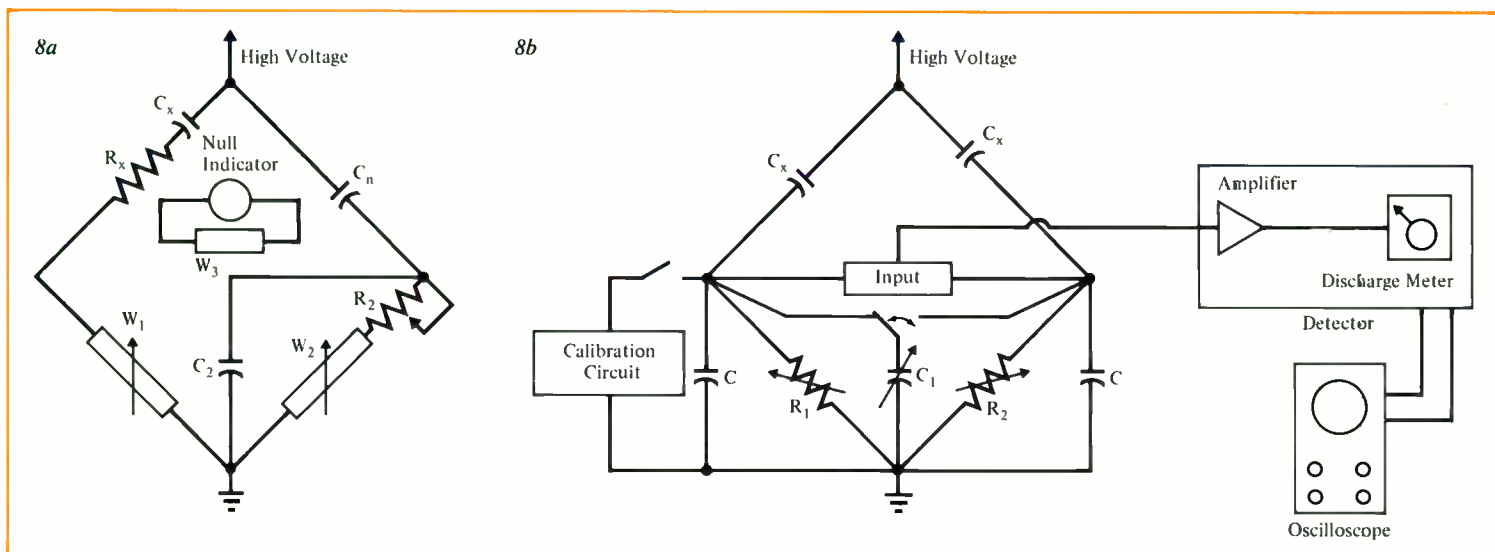 8a
High Voltage
Cx
Rx
Null
Indicator
Cn
W3
R2
W1
W2
C2
8b
High Voltage
Cx
Cx
Amplifier
Input
Discharge Meter
Detector
Calibration
Circuit
C
C1
C
R1
R2
Oscilloscope